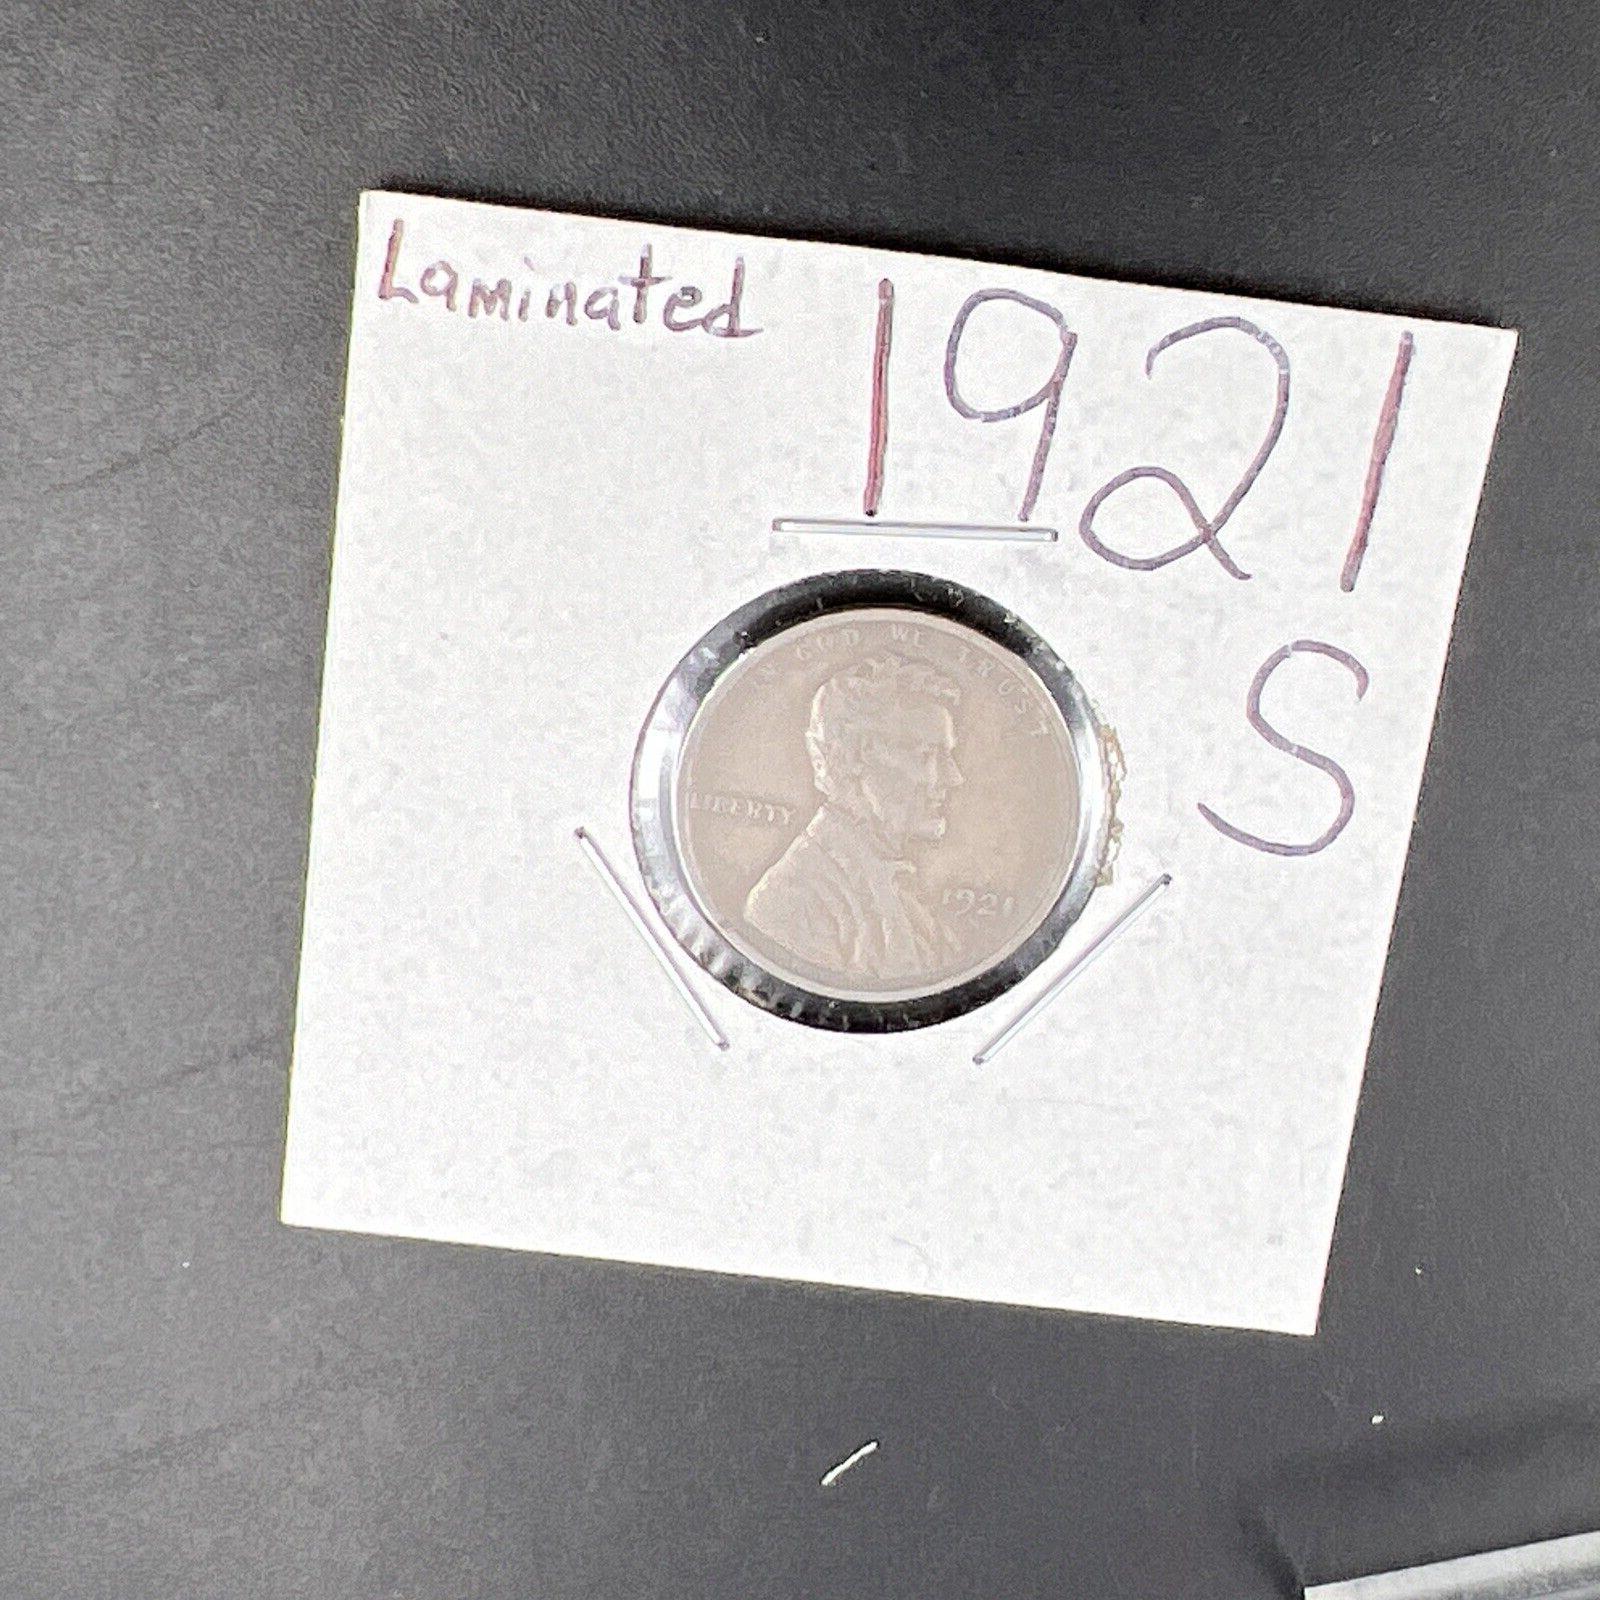 Laminated 1921
S
IN GOD WE TRUST
LIBERTY
1921
S